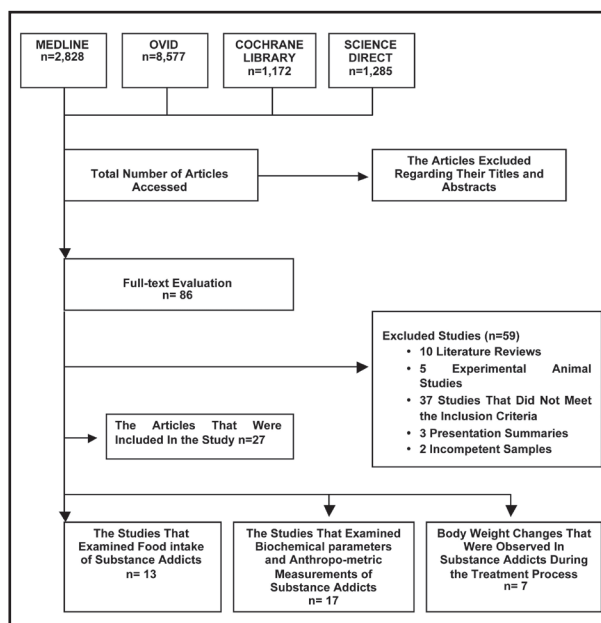 MEDLINE
n=2,828
OVID
n=8,577
COCHRANE
LIBRARY
n=1,172
SCIENCE
DIRECT
n=1,285
Total Number of Articles
Accessed
The Articles Excluded
Regarding Their Titles and
Abstracts
Full-text Evaluation
n= 86
Excluded Studies (n=59)
• 10 Literature Reviews
• 5 Experimental Animal
Studies
• 37 Studies That Did Not Meet
the Inclusion Criteria
• 3 Presentation Summaries
• 2 Incompetent Samples
The Articles That Were
Included In the Study n=27
The Studies That
Examined Food intake
of Substance Addicts
n= 13
The Studies That Examined
Biochemical parameters
and Anthropo-metric
Measurements of
Substance Addicts
n= 17
Body Weight Changes That
Were Observed In
Substance Addicts During
the Treatment Process
n= 7